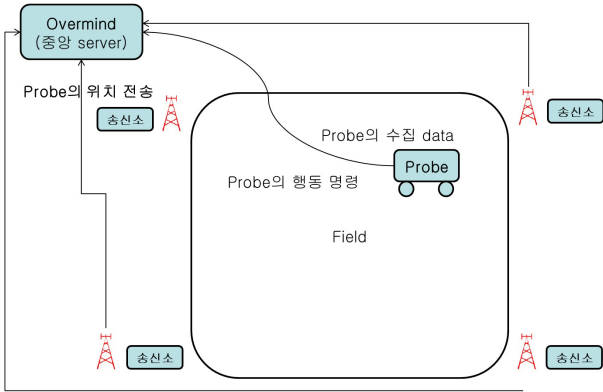 Overmind
(중앙 server)
Probe의 위치 전송
송신소
송신소
Probe의 수집 data
Probe
Probe의 행동 명령
Field
송신소
송신소